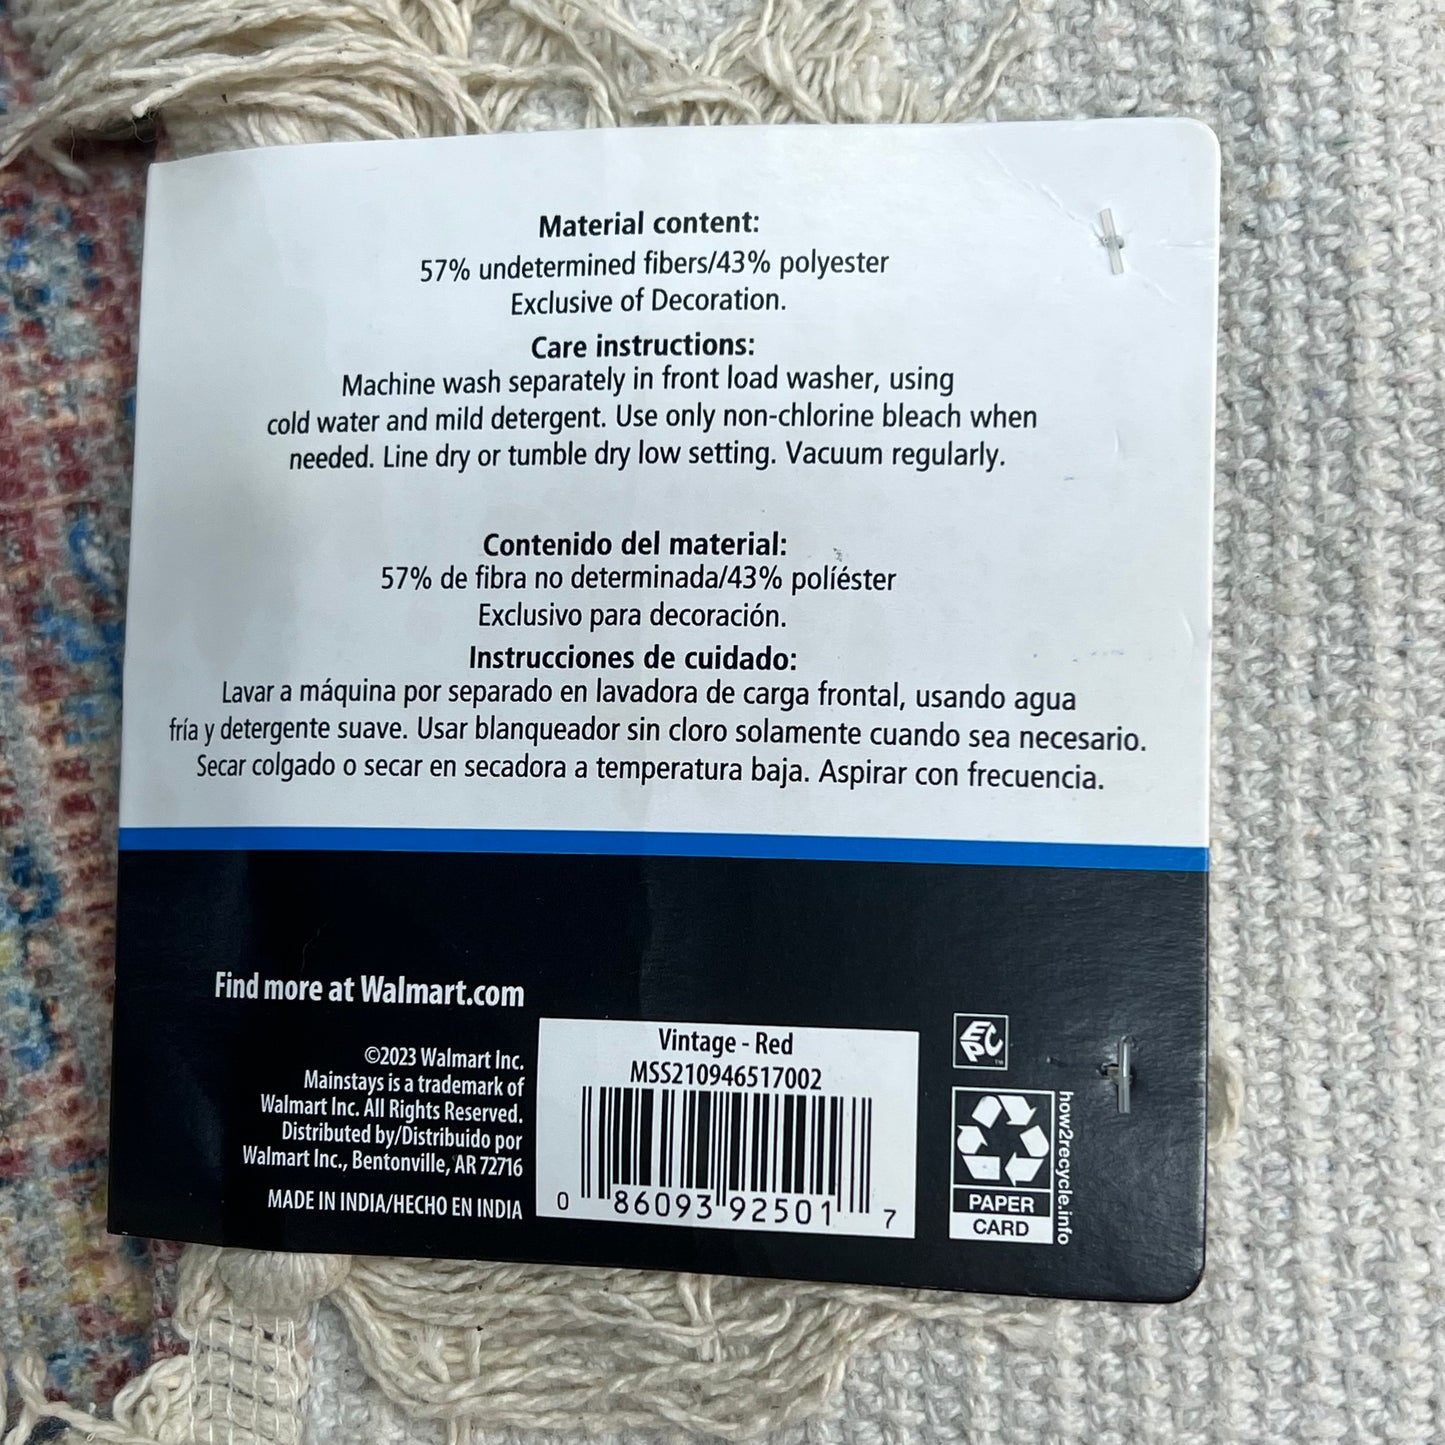 Material content:
57% undetermined fibers/43% polyester
Exclusive of Decoration.
Care instructions:
Machine wash separately in front load washer, using
cold water and mild detergent. Use only non-chlorine bleach when
needed. Line dry or tumble dry low setting. Vacuum regularly.
Contenido del material:
57% de fibra no determinada/43% políéster
Exclusivo para decoración.
Instrucciones de cuidado:
Lavar a máquina por separado en lavadora de carga frontal, usando agua
fría y detergente suave. Usar blanqueador sin cloro solamente cuando sea necesario.
Secar colgado o secar en secadora a temperatura baja. Aspirar con frecuencia.
Find more at Walmart.com
©2023 Walmart Inc.
Mainstays is a trademark of
Walmart Inc. All Rights Reserved.
Distributed by/Distribuido por
Walmart Inc., Bentonville, AR 72716
MADE IN INDIA/HECHO EN INDIA
Vintage - Red
MSS210946517002
0 86093 92501 7
EPC™
how2recycle.info
PAPER
CARD